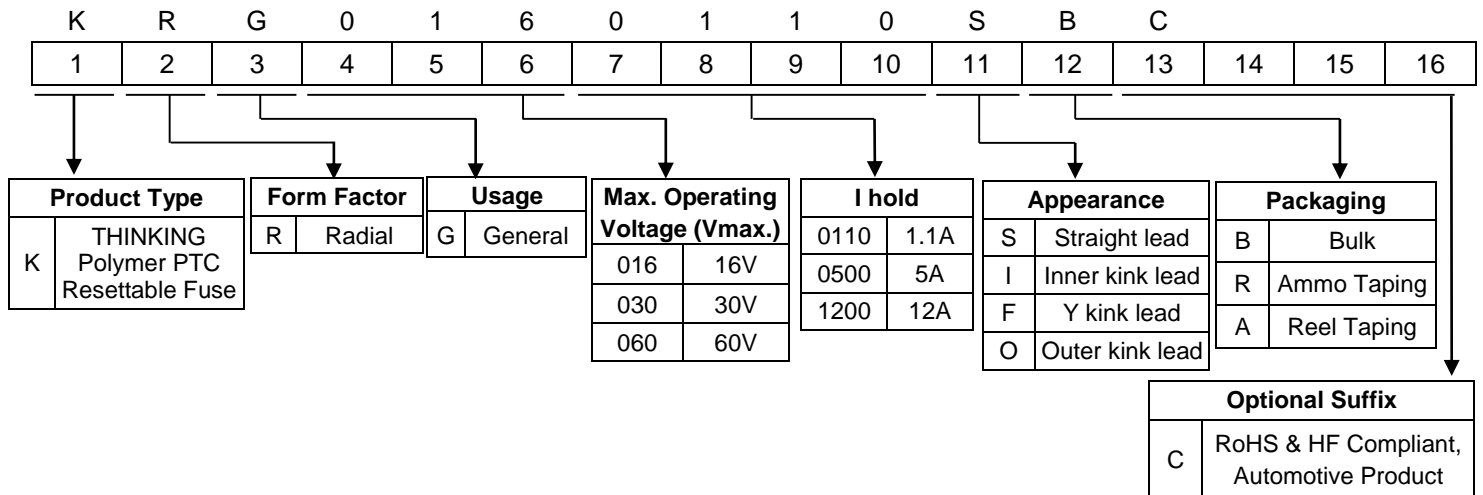 K R G 0 1 6 0 1 1 0 S B C
1 2 3 4 5 6 7 8 9 10 11 12 13 14 15 16
Product Type
K THINKING
Polymer PTC
Resettable Fuse
Form Factor
R Radial
Usage
G General
Max. Operating
Voltage (Vmax.)
016 16V
030 30V
060 60V
I hold
0110 1.1A
0500 5A
1200 12A
Appearance
S Straight lead
I Inner kink lead
F Y kink lead
O Outer kink lead
Packaging
B Bulk
R Ammo Taping
A Reel Taping
Optional Suffix
C RoHS & HF Compliant,
Automotive Product